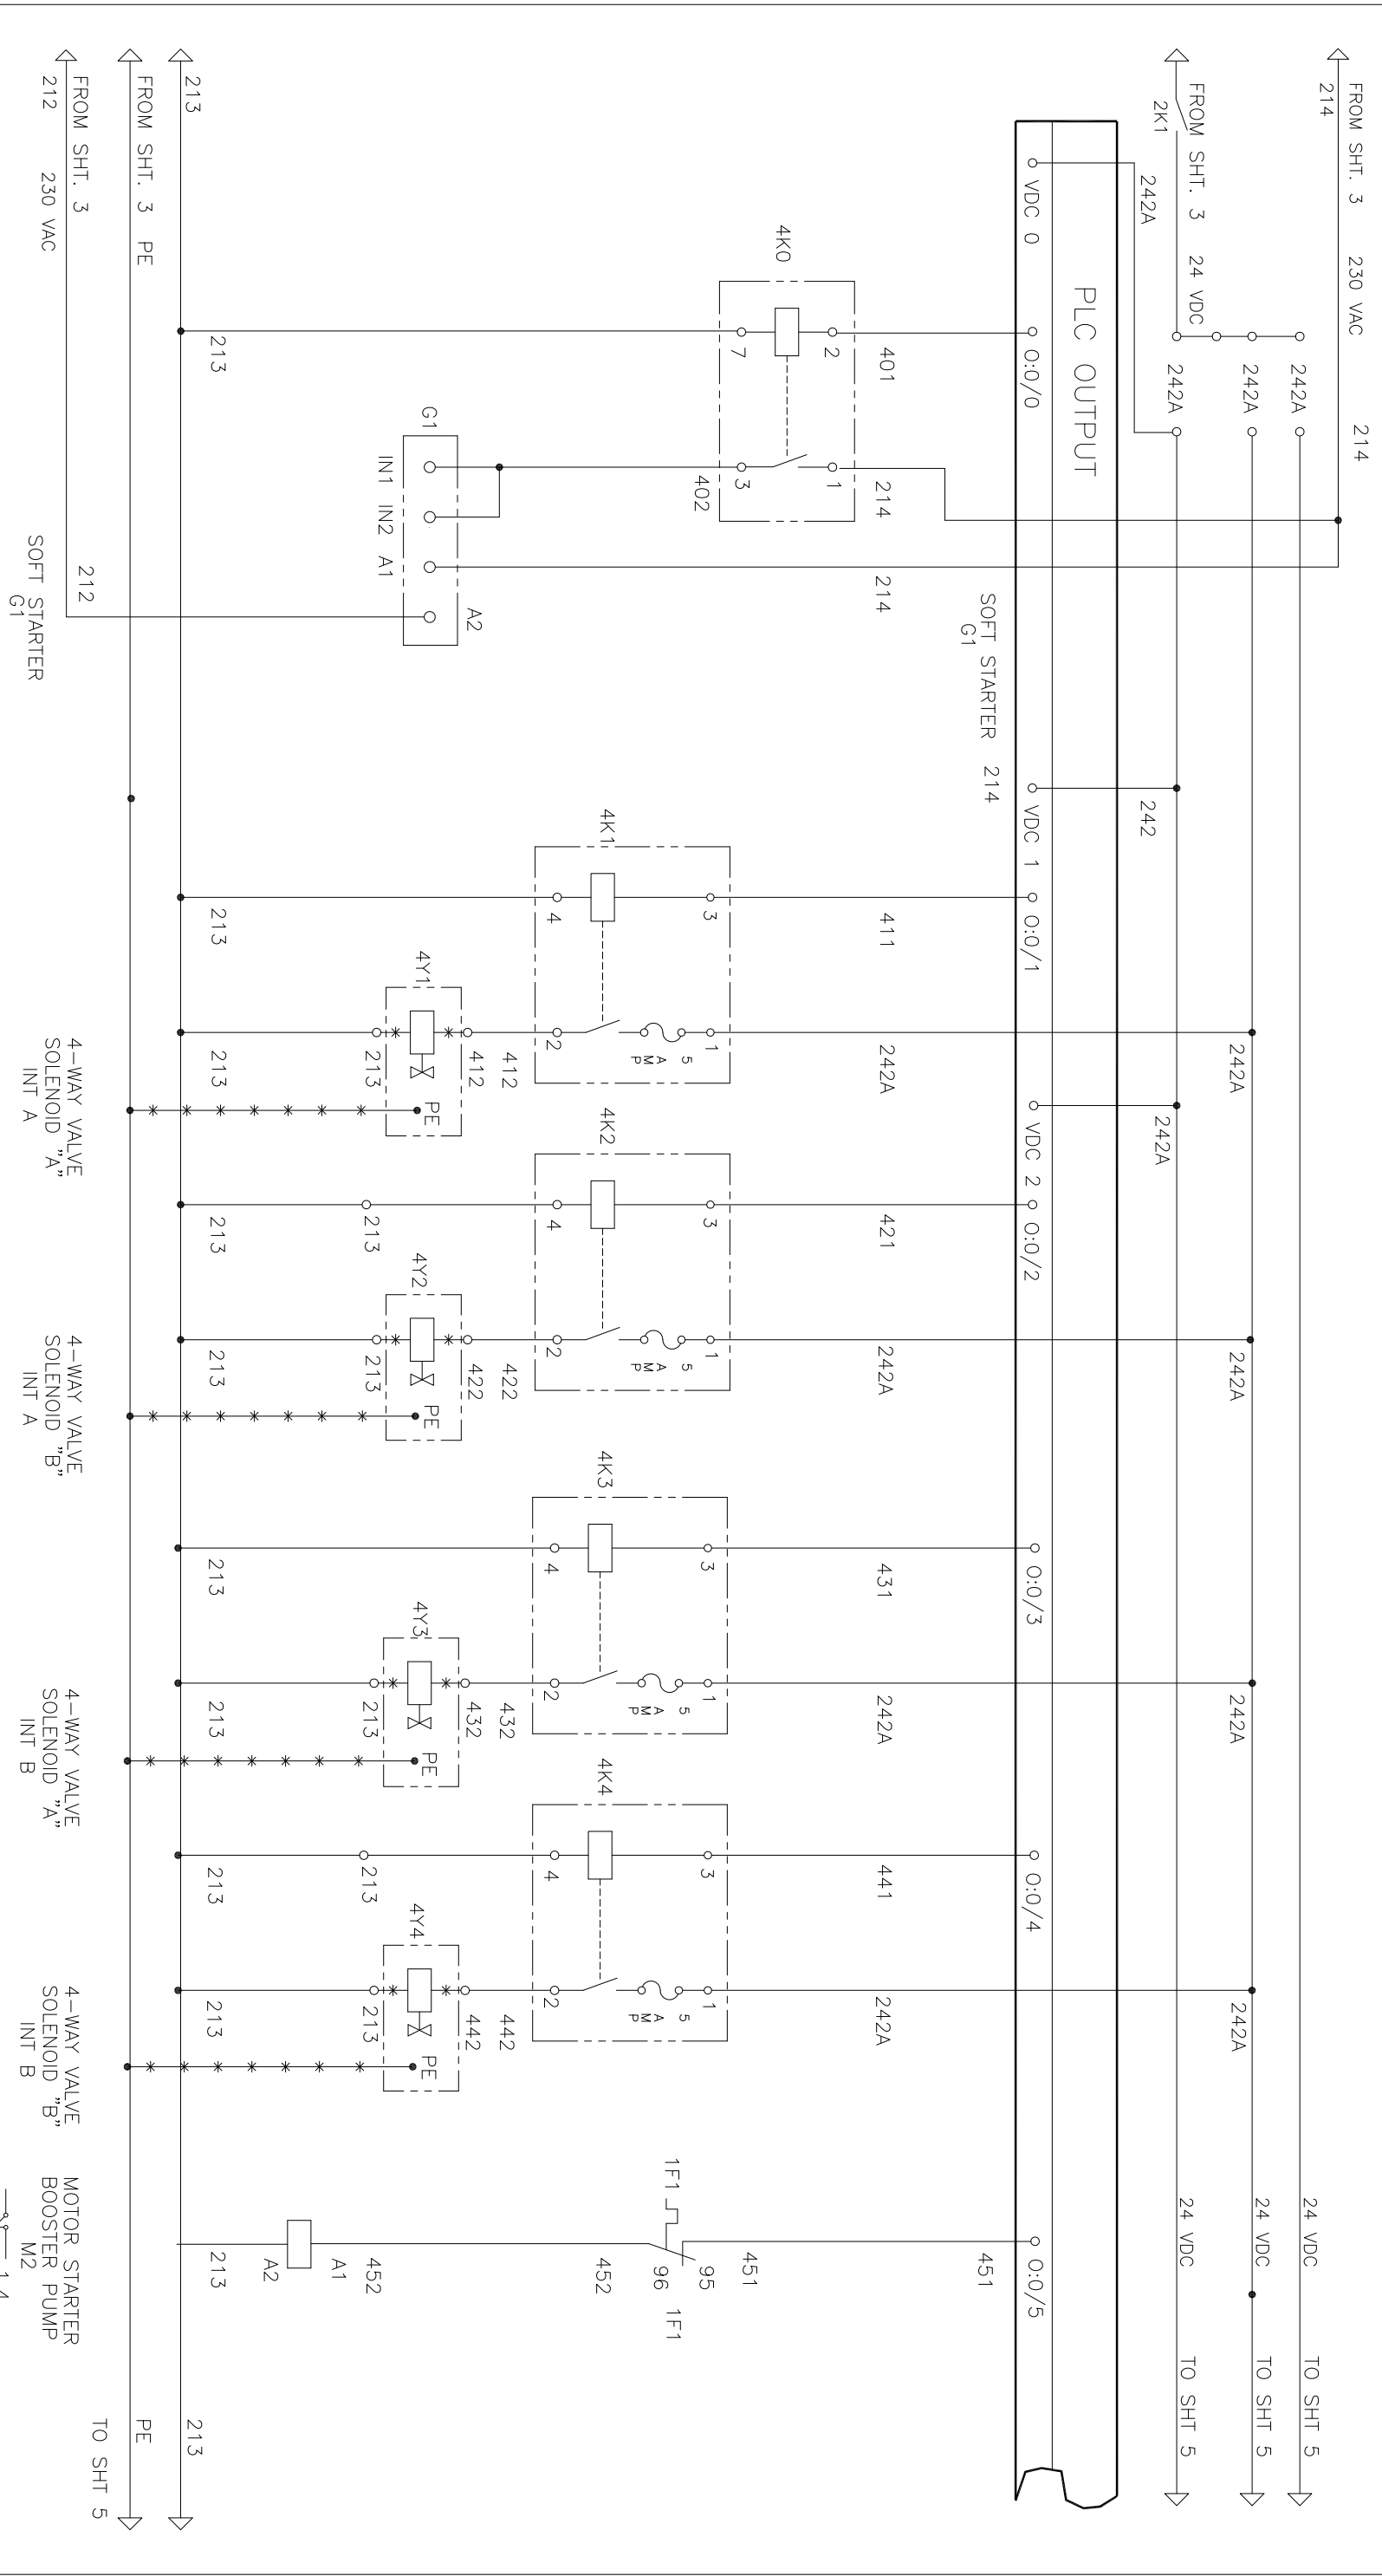 FROM SHT. 3 230 VAC
214
214
FROM SHT. 3 24 VDC
2K1
242A
242A
242A
242A
24 VDC TO SHT 5
24 VDC TO SHT 5
24 VDC TO SHT 5
242A
242A
242A
242A
242
242A
PLC OUTPUT
VDC 0
O:0/0
VDC 1
O:0/1
VDC 2
O:0/2
O:0/3
O:0/4
O:0/5
SOFT STARTER 214
G1
401
214
214
411
242A
421
242A
431
242A
441
242A
451
4K0
2
7
1
3
402
4K1
3
4
1
2
5 AMP
4K2
3
4
1
2
5 AMP
4K3
3
4
1
2
5 AMP
4K4
3
4
1
2
5 AMP
1F1
451
95
96
1F1
452
G1
IN1 IN2 A1
A2
4Y1
412
412
PE
213
213
4Y2
422
422
PE
213
213
4Y3
432
432
PE
213
4Y4
442
442
PE
213
452
A1
A2
213
213
213
213
213
213
213
213
213
213
213
213
213
FROM SHT. 3 PE
PE
FROM SHT. 3
212 230 VAC
212
TO SHT 5
SOFT STARTER
G1
4-WAY VALVE
SOLENOID "A"
INT A
4-WAY VALVE
SOLENOID "B"
INT A
4-WAY VALVE
SOLENOID "A"
INT B
4-WAY VALVE
SOLENOID "B"
INT B
MOTOR STARTER
BOOSTER PUMP
M2